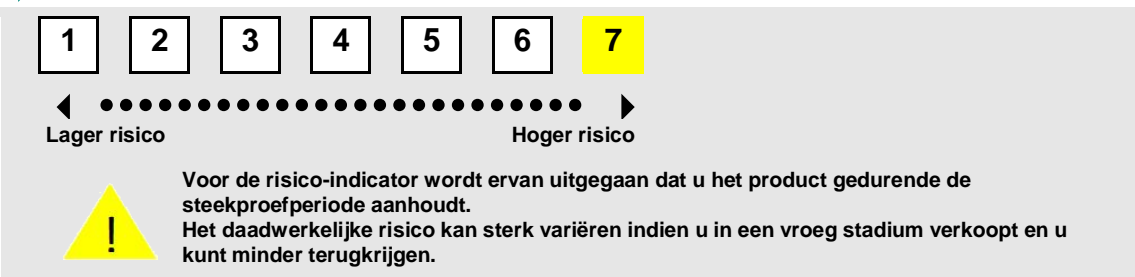 1 2 3 4 5 6 7
Lager risico Hoger risico
Voor de risico-indicator wordt ervan uitgegaan dat u het product gedurende de
steekproefperiode aanhoudt.
Het daadwerkelijke risico kan sterk variëren indien u in een vroeg stadium verkoopt en u
kunt minder terugkrijgen.
!